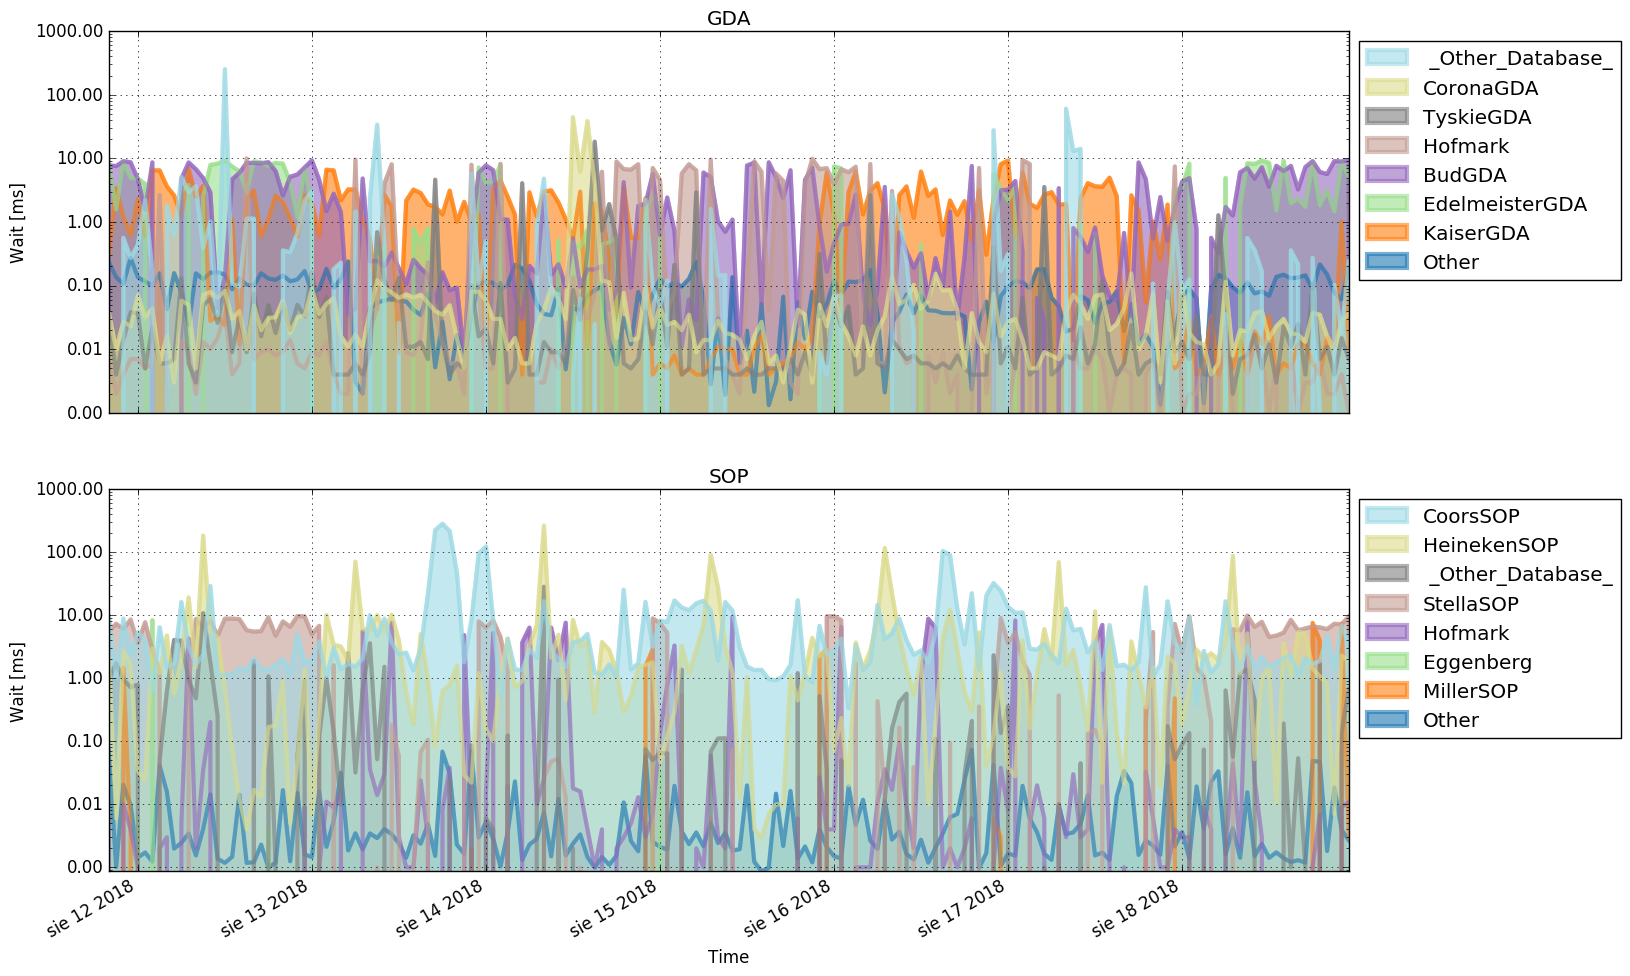 GDA
1000.00
100.00
10.00
1.00
0.10
0.01
0.00
Wait [ms]
_Other_Database_
CoronaGDA
TyskieGDA
Hofmark
BudGDA
EdelmeisterGDA
KaiserGDA
Other
SOP
1000.00
100.00
10.00
1.00
0.10
0.01
0.00
Wait [ms]
CoorsSOP
HeinekenSOP
_Other_Database_
StellaSOP
Hofmark
Eggenberg
MillerSOP
Other
sie 12 2018
sie 13 2018
sie 14 2018
sie 15 2018
sie 16 2018
sie 17 2018
sie 18 2018
Time